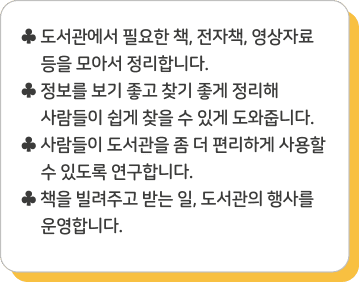 ♣ 도서관에서 필요한 책, 전자책, 영상자료
등을 모아서 정리합니다.
♣ 정보를 보기 좋고 찾기 좋게 정리해
사람들이 쉽게 찾을 수 있게 도와줍니다.
♣ 사람들이 도서관을 좀 더 편리하게 사용할
수 있도록 연구합니다.
♣ 책을 빌려주고 받는 일, 도서관의 행사를
운영합니다.